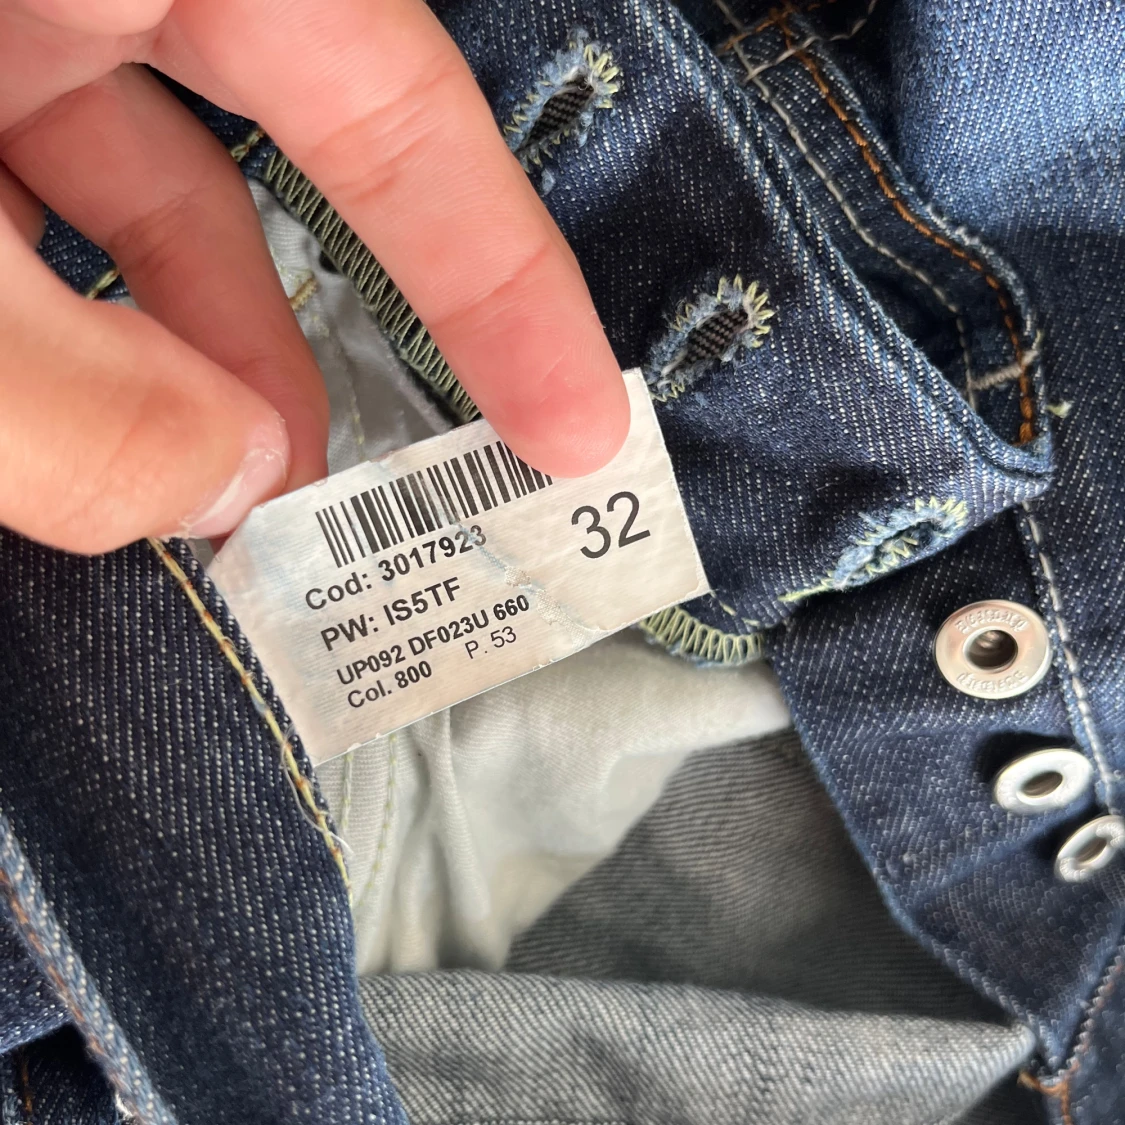 32
Cod: 3017923
PW: IS5TF
UP092 DF023U 660
Col. 800 P. 53